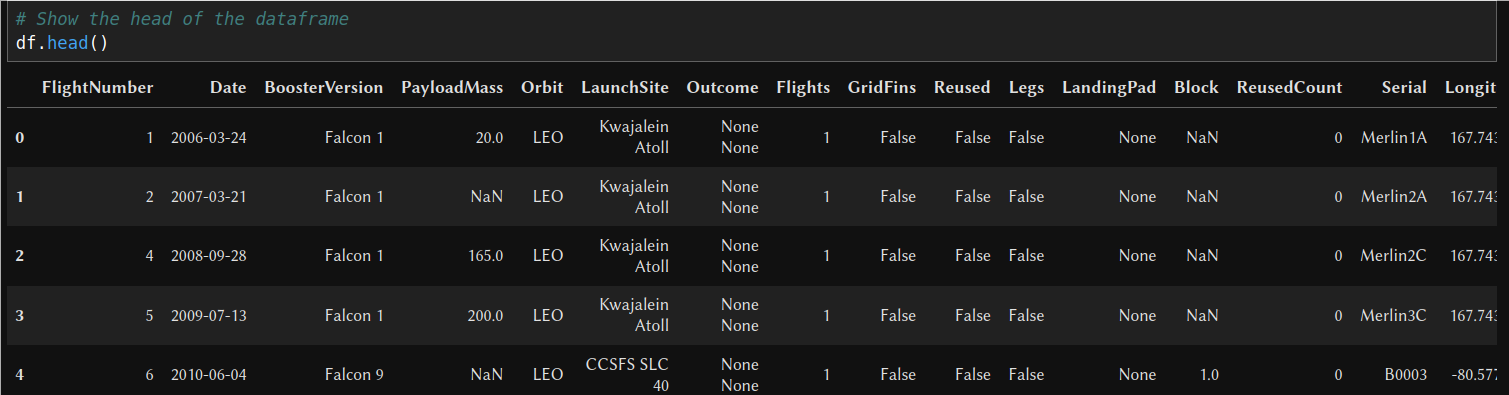 # Show the head of the dataframe
df.head()
FlightNumber Date BoosterVersion PayloadMass Orbit LaunchSite Outcome Flights GridFins Reused Legs LandingPad Block ReusedCount Serial Longit
0 1 2006-03-24 Falcon 1 20.0 LEO Kwajalein Atoll None None 1 False False False None NaN 0 Merlin1A 167.743
1 2 2007-03-21 Falcon 1 NaN LEO Kwajalein Atoll None None 1 False False False None NaN 0 Merlin2A 167.743
2 4 2008-09-28 Falcon 1 165.0 LEO Kwajalein Atoll None None 1 False False False None NaN 0 Merlin2C 167.743
3 5 2009-07-13 Falcon 1 200.0 LEO Kwajalein Atoll None None 1 False False False None NaN 0 Merlin3C 167.743
4 6 2010-06-04 Falcon 9 NaN LEO CCSFS SLC 40 None None 1 False False False None 1.0 0 B0003 -80.577